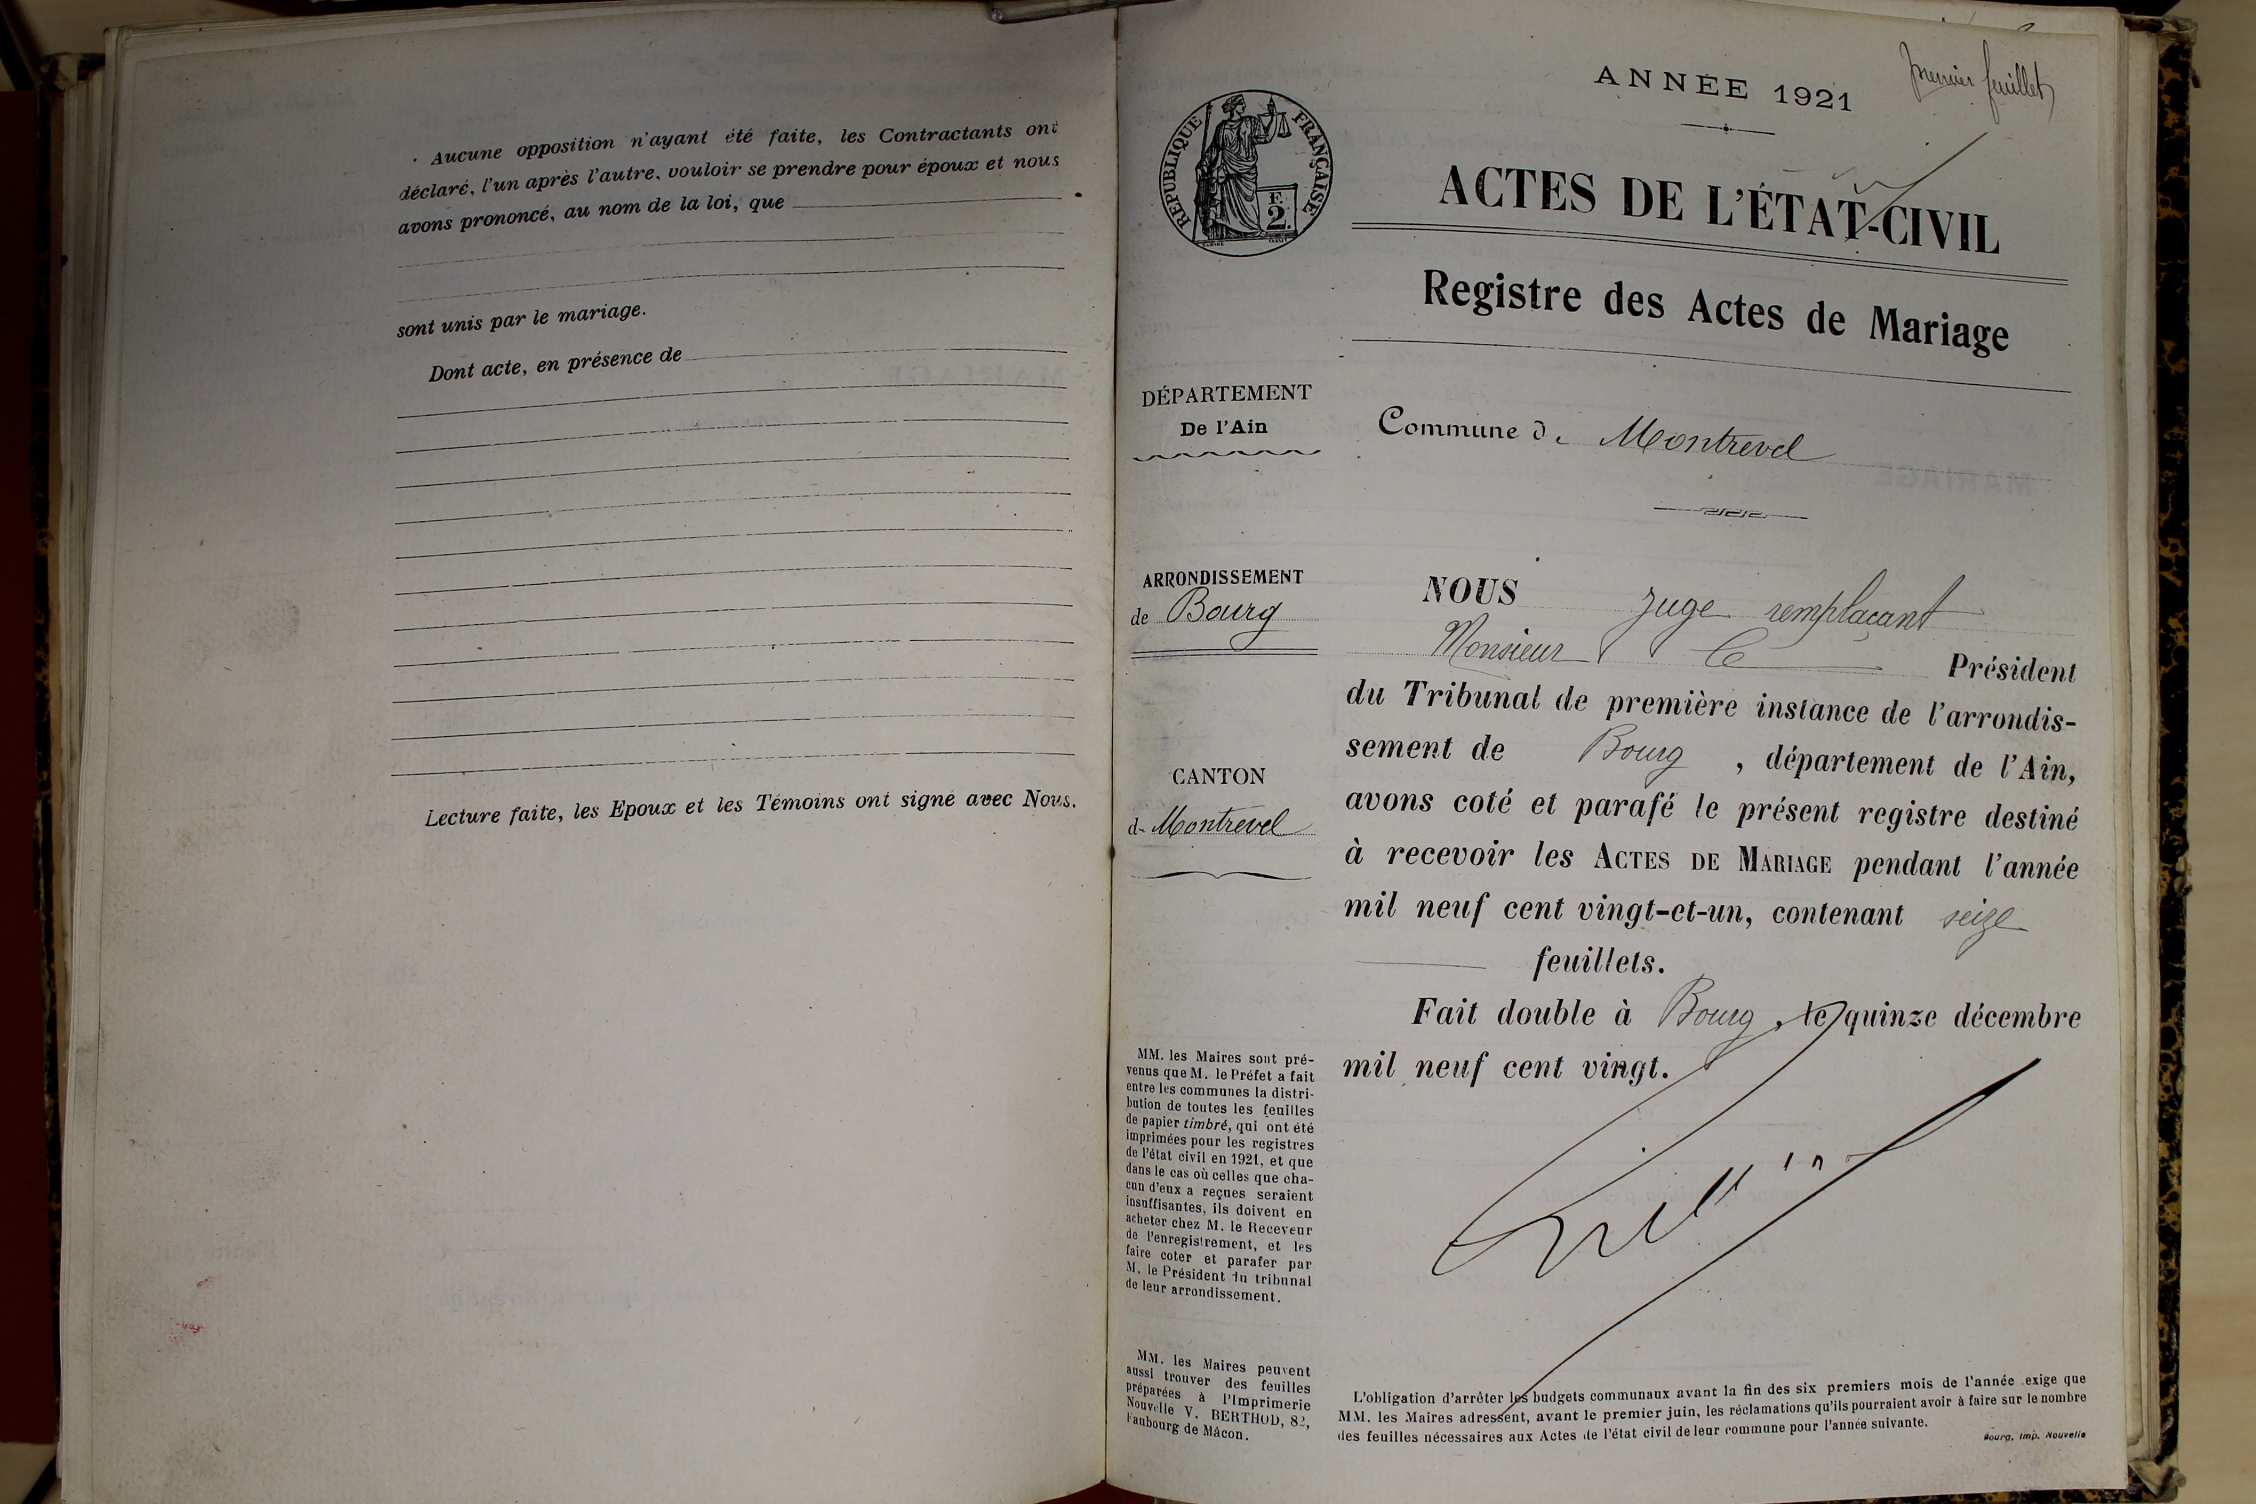 Aucune opposition n'ayant été faite, les Contractants ont
déclaré, l'un après l'autre, vouloir se prendre pour époux et nous
avons prononcé, au nom de la loi, que
sont unis par le mariage.
Dont acte, en présence de
Lecture faite, les Epoux et les Témoins ont signé avec Nous.
premier feuillet
ANNÉE 1921
RÉPUBLIQUE FRANÇAISE
F.
2.
ACTES DE L'ÉTAT-CIVIL
Registre des Actes de Mariage
DÉPARTEMENT
De l'Ain
Commune de Montrevel
ARRONDISSEMENT
de Bourg
CANTON
de Montrevel
NOUS juge remplaçant
Monsieur le Président
du Tribunal de première instance de l'arrondis-
sement de Bourg, département de l'Ain,
avons coté et parafé le présent registre destiné
à recevoir les ACTES DE MARIAGE pendant l'année
mil neuf cent vingt-et-un, contenant seize
feuillets.
Fait double à Bourg, le quinze décembre
mil neuf cent vingt.
MM. les Maires sont pré-
venus que M. le Préfet a fait
entre les communes la distri-
bution de toutes les feuilles
de papier timbré, qui ont été
imprimées pour les registres
de l'état civil en 1921, et que
dans le cas où celles que cha-
cun d'eux a reçues seraient
insuffisantes, ils doivent en
acheter chez M. le Receveur
de l'enregistrement, et les
faire coter et parafer par
M. le Président du tribunal
de leur arrondissement.
MM. les Maires peuvent
aussi trouver des feuilles
préparées à l'Imprimerie
Nouvelle V. BERTHOD, 82,
Faubourg de Mâcon.
L'obligation d'arrêter les budgets communaux avant la fin des six premiers mois de l'année exige que
MM. les Maires adressent, avant le premier juin, les réclamations qu'ils pourraient avoir à faire sur le nombre
des feuilles nécessaires aux Actes de l'état civil de leur commune pour l'année suivante.
Bourg, Imp. Nouvelle